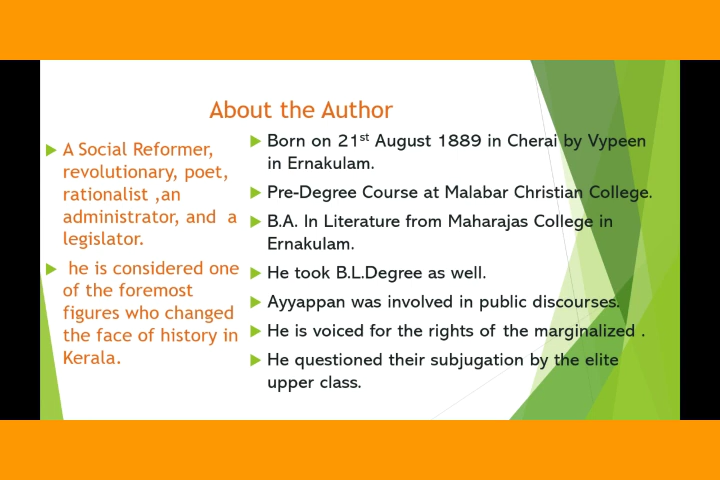 About the Author
▶ A Social Reformer,
revolutionary, poet,
rationalist ,an
administrator, and a
legislator.
▶ he is considered one
of the foremost
figures who changed
the face of history in
Kerala.
▶ Born on 21st August 1889 in Cherai by Vypeen
in Ernakulam.
▶ Pre-Degree Course at Malabar Christian College.
▶ B.A. In Literature from Maharajas College in
Ernakulam.
▶ He took B.L.Degree as well.
▶ Ayyappan was involved in public discourses.
▶ He is voiced for the rights of the marginalized .
▶ He questioned their subjugation by the elite
upper class.